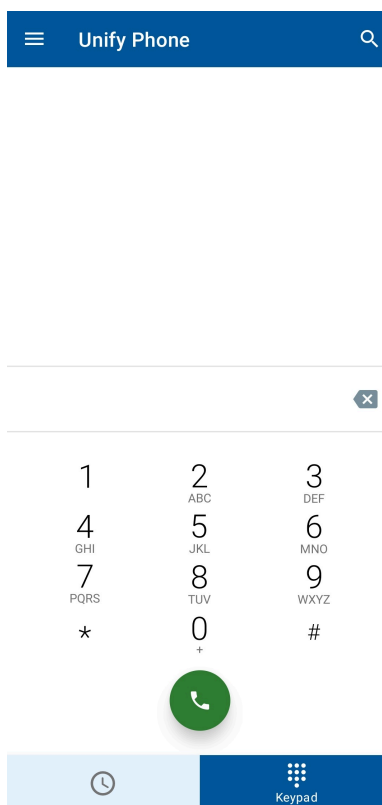 Unify Phone
1 2 3
ABC DEF
4 5 6
GHI JKL MNO
7 8 9
PQRS TUV WXYZ
* 0 #
+
Keypad